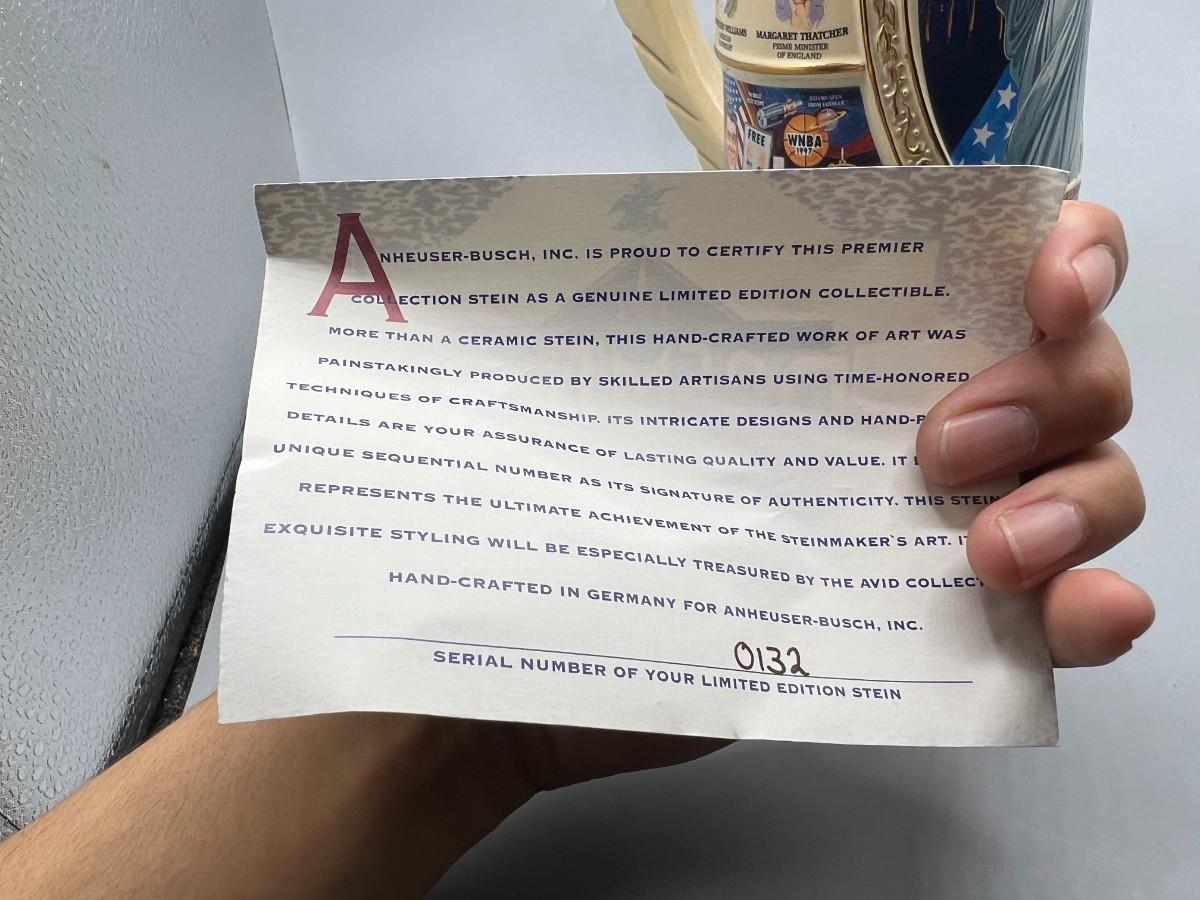 WILLIAMS
MARGARET THATCHER
PRIME MINISTER
OF ENGLAND
FREE
WNBA
1997
ANHEUSER-BUSCH, INC. IS PROUD TO CERTIFY THIS PREMIER
COLLECTION STEIN AS A GENUINE LIMITED EDITION COLLECTIBLE.
MORE THAN A CERAMIC STEIN, THIS HAND-CRAFTED WORK OF ART WAS
PAINSTAKINGLY PRODUCED BY SKILLED ARTISANS USING TIME-HONORED
TECHNIQUES OF CRAFTSMANSHIP. ITS INTRICATE DESIGNS AND HAND-
DETAILS ARE YOUR ASSURANCE OF LASTING QUALITY AND VALUE. IT
UNIQUE SEQUENTIAL NUMBER AS ITS SIGNATURE OF AUTHENTICITY. THIS STEIN
REPRESENTS THE ULTIMATE ACHIEVEMENT OF THE STEINMAKER`S ART.
EXQUISITE STYLING WILL BE ESPECIALLY TREASURED BY THE AVID COLLECT
HAND-CRAFTED IN GERMANY FOR ANHEUSER-BUSCH, INC.
0132
SERIAL NUMBER OF YOUR LIMITED EDITION STEIN